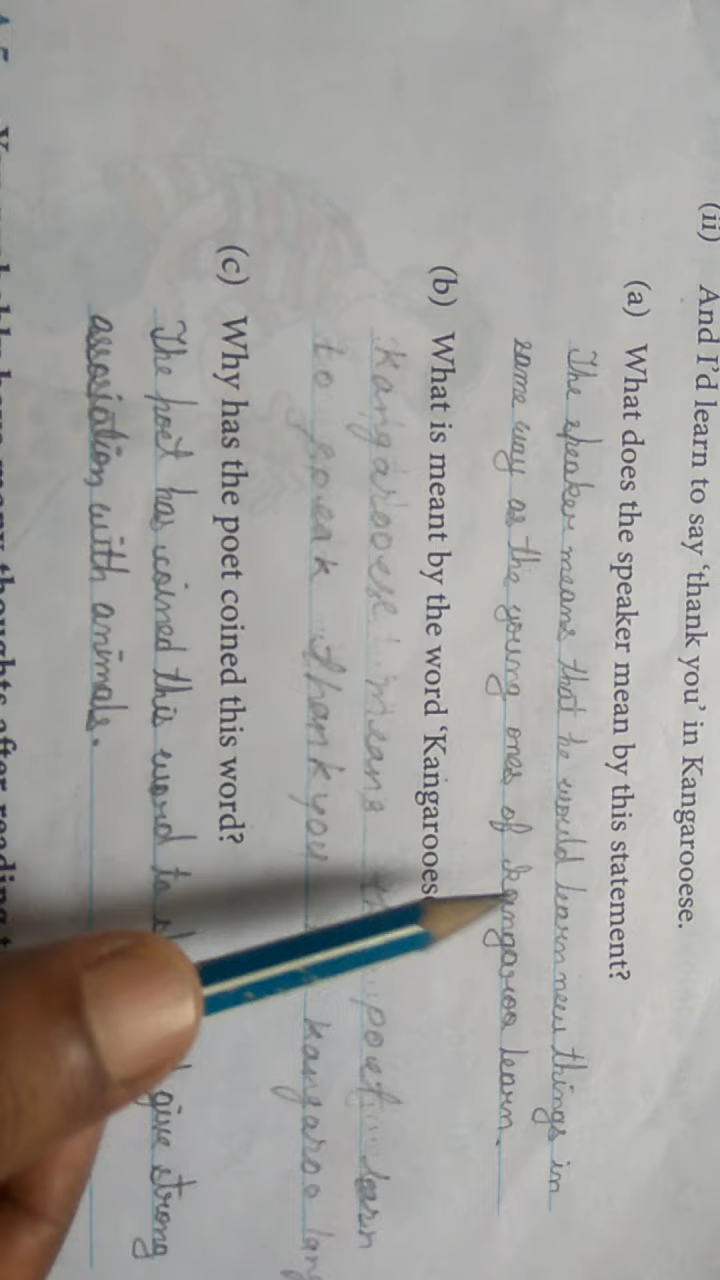 (ii) And I'd learn to say 'thank you' in Kangarooese.
(a) What does the speaker mean by this statement?
The speaker means that he would learn new things in
same way as the young ones of kangaroo learn.
(b) What is meant by the word 'Kangarooes
Kangarooese' means poet learn
to speak thank you kangaroo lang
(c) Why has the poet coined this word?
The poet has coined this word to give strong
association with animals.